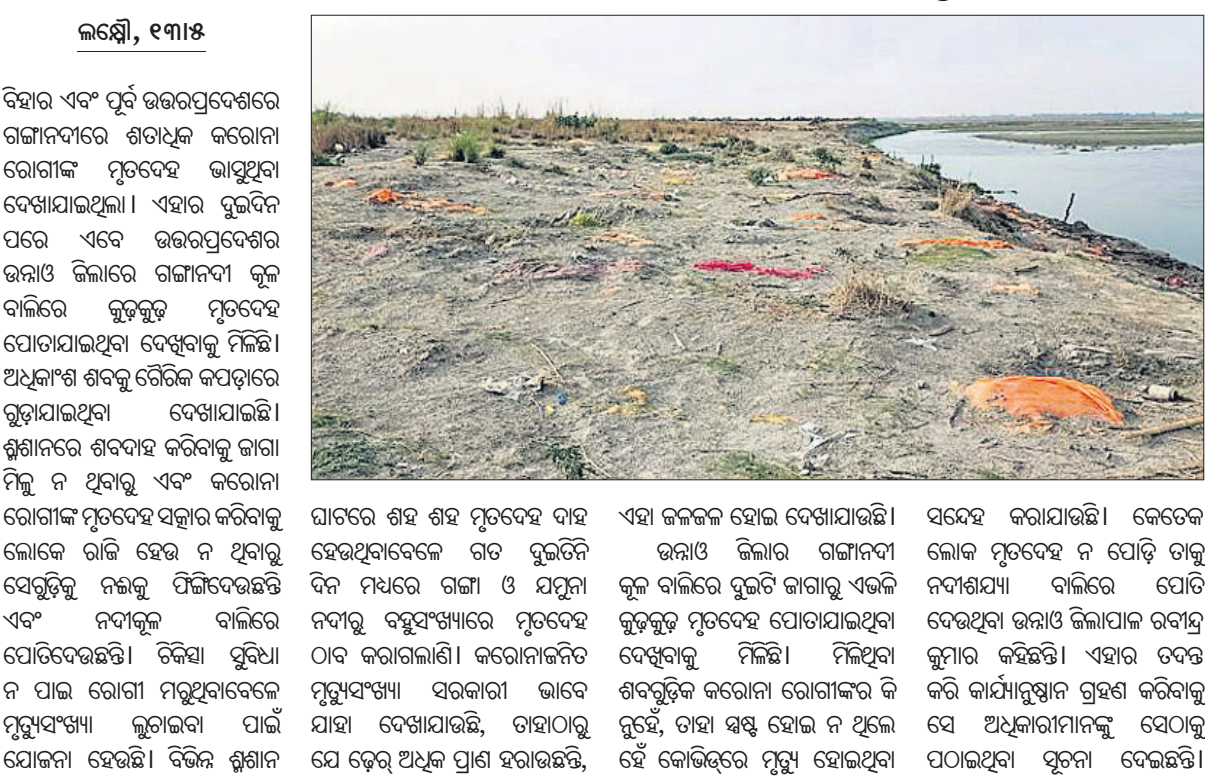 ଲକ୍ଷ୍ନୌ, ୧୩।୫
ବିହାର ଏବଂ ପୂର୍ବ ଉତ୍ତରପ୍ରଦେଶରେ
ଗଙ୍ଗାନଦୀରେ ଶତାଧିକ କରୋନା
ରୋଗୀଙ୍କ ମୃତଦେହ ଭାସୁଥିବା
ଦେଖାଯାଇଥିଲା। ଏହାର ଦୁଇଦିନ
ପରେ ଏବେ ଉତ୍ତରପ୍ରଦେଶର
ଉନ୍ନାଓ ଜିଲାରେ ଗଙ୍ଗାନଦୀ କୂଳ
ବାଲିରେ କୁଢ଼କୁଢ଼ ମୃତଦେହ
ପୋତାଯାଇଥିବା ଦେଖିବାକୁ ମିଳିଛି।
ଅଧିକାଂଶ ଶବକୁ ଗୈରିକ କପଡ଼ାରେ
ଗୁଡ଼ାଯାଇଥିବା ଦେଖାଯାଇଛି।
ଶ୍ମଶାନରେ ଶବଦାହ କରିବାକୁ ଜାଗା
ମିଳୁ ନ ଥିବାରୁ ଏବଂ କରୋନା
ରୋଗୀଙ୍କ ମୃତଦେହ ସତ୍କାର କରିବାକୁ
ଲୋକେ ରାଜି ହେଉ ନ ଥିବାରୁ
ସେଗୁଡ଼ିକୁ ନଈକୁ ଫିଙ୍ଗିଦେଉଛନ୍ତି
ଏବଂ ନଦୀକୂଳ ବାଲିରେ
ପୋତିଦେଉଛନ୍ତି। ଚିକିତ୍ସା ସୁବିଧା
ନ ପାଇ ରୋଗୀ ମରୁଥିବାବେଳେ
ମୃତ୍ୟୁସଂଖ୍ୟା ଲୁଚାଇବା ପାଇଁ
ଯୋଜନା ହେଉଛି। ବିଭିନ୍ନ ଶ୍ମଶାନ
ଘାଟରେ ଶହ ଶହ ମୃତଦେହ ଦାହ
ହେଉଥିବାବେଳେ ଗତ ଦୁଇତିନି
ଦିନ ମଧ୍ୟରେ ଗଙ୍ଗା ଓ ଯମୁନା
ନଦୀରୁ ବହୁସଂଖ୍ୟାରେ ମୃତଦେହ
ଠାବ କରାଗଲାଣି। କରୋନାଜନିତ
ମୃତ୍ୟୁସଂଖ୍ୟା ସରକାରୀ ଭାବେ
ଯାହା ଦେଖାଯାଉଛି, ତାହାଠାରୁ
ଯେ ଢ଼େର୍ ଅଧିକ ପ୍ରାଣ ହରାଉଛନ୍ତି,
ଏହା ଜଳଜଳ ହୋଇ ଦେଖାଯାଉଛି।
ଉନ୍ନାଓ ଜିଲାର ଗଙ୍ଗାନଦୀ
କୂଳ ବାଲିରେ ଦୁଇଟି ଜାଗାରୁ ଏଭଳି
କୁଢ଼କୁଢ଼ ମୃତଦେହ ପୋତାଯାଇଥିବା
ଦେଖିବାକୁ ମିଳିଛି। ମିଳିଥିବା
ଶବଗୁଡ଼ିକ କରୋନା ରୋଗୀଙ୍କର କି
ନୁହେଁ, ତାହା ସ୍ପଷ୍ଟ ହୋଇ ନ ଥିଲେ
ହେଁ କୋଭିଡ୍‌ରେ ମୃତ୍ୟୁ ହୋଇଥିବା
ସନ୍ଦେହ କରାଯାଉଛି। କେତେକ
ଲୋକ ମୃତଦେହ ନ ପୋଡ଼ି ତାକୁ
ନଦୀଶଯ୍ୟା ବାଲିରେ ପୋତି
ଦେଉଥିବା ଉନ୍ନାଓ ଜିଲାପାଳ ରବୀନ୍ଦ୍ର
କୁମାର କହିଛନ୍ତି। ଏହାର ତଦନ୍ତ
କରି କାର୍ଯ୍ୟାନୁଷ୍ଠାନ ଗ୍ରହଣ କରିବାକୁ
ସେ ଅଧିକାରୀମାନଙ୍କୁ ସେଠାକୁ
ପଠାଇଥିବା ସୂଚନା ଦେଇଛନ୍ତି।